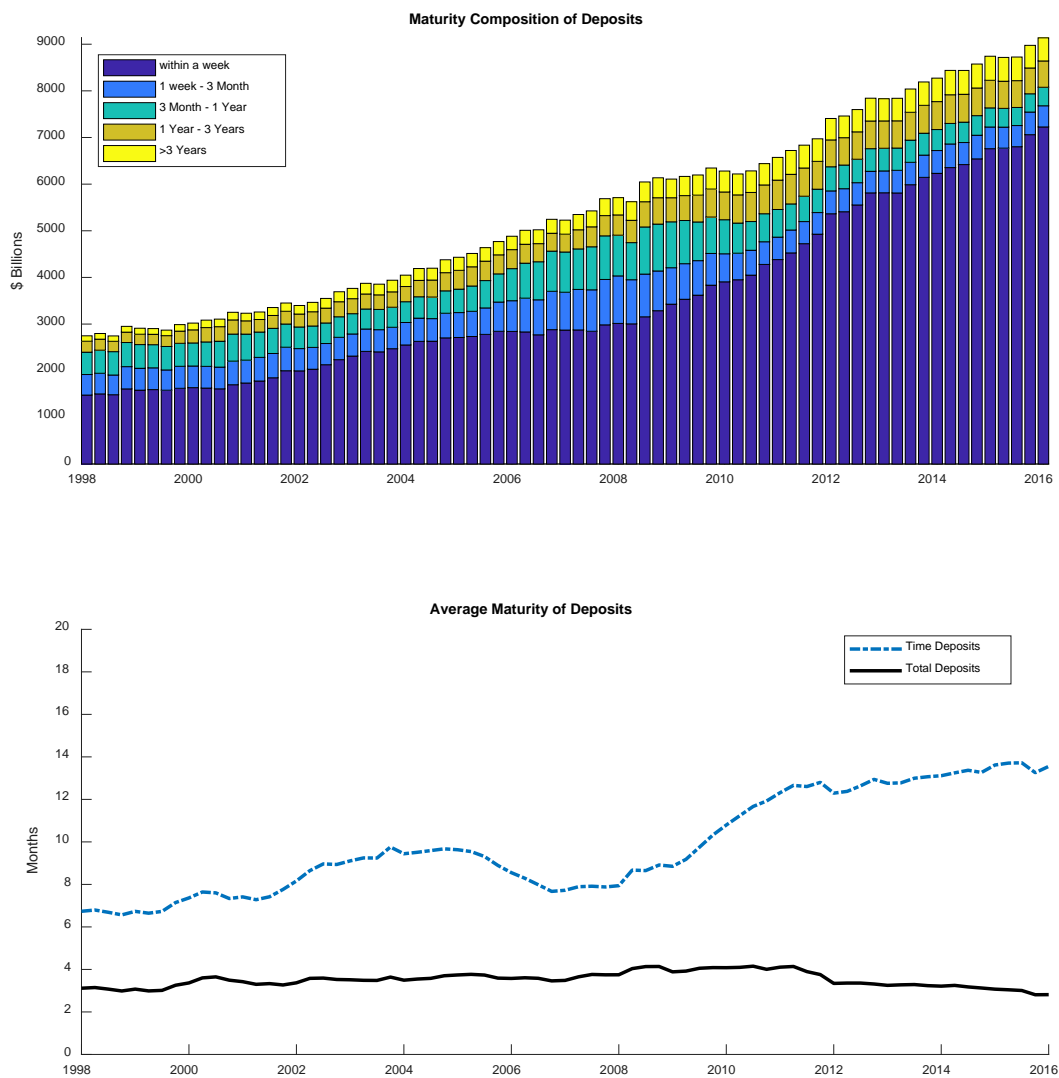 Maturity Composition of Deposits
9000
8000
7000
6000
5000
4000
3000
2000
1000
0
$ Billions
within a week
1 week - 3 Month
3 Month - 1 Year
1 Year - 3 Years
>3 Years
1998 2000 2002 2004 2006 2008 2010 2012 2014 2016
Average Maturity of Deposits
20
18
16
14
12
10
8
6
4
2
0
Months
Time Deposits
Total Deposits
1998 2000 2002 2004 2006 2008 2010 2012 2014 2016